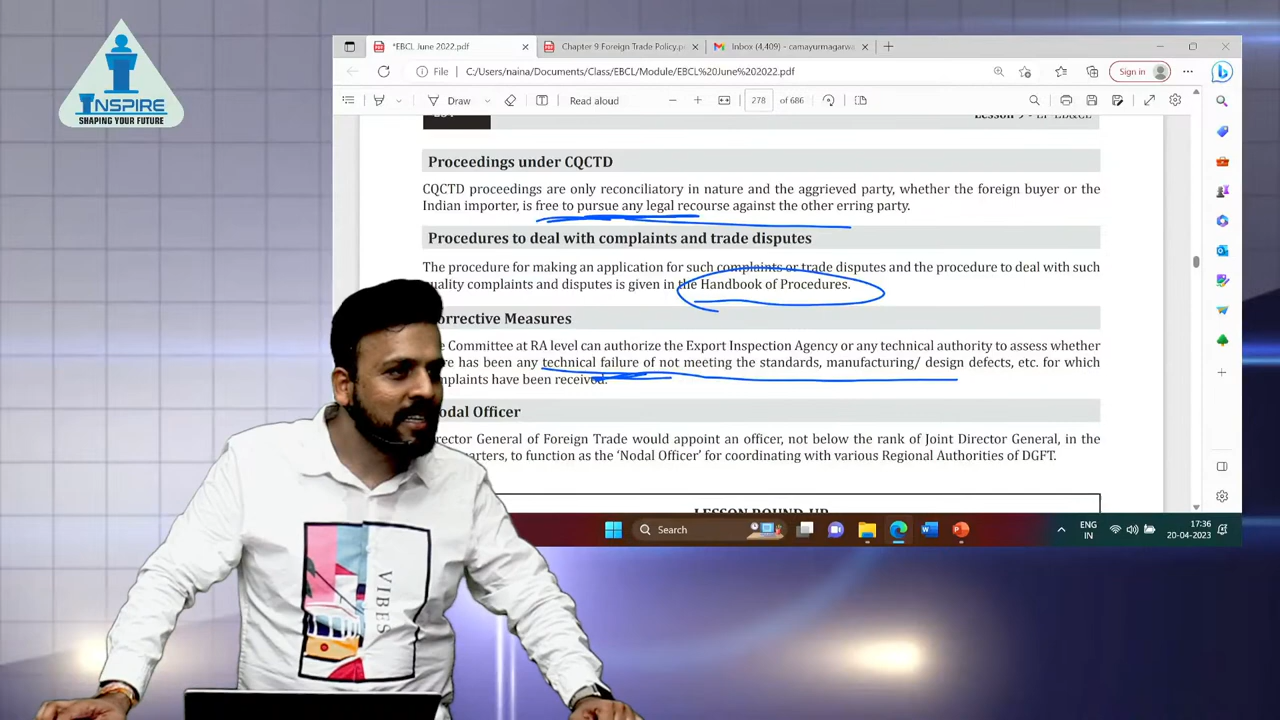 INSPIRE
SHAPING YOUR FUTURE
*EBCL June 2022.pdf
Chapter 9 Foreign Trade Policy.p
Inbox (4,409) - camayurmagarwa
File
C:/Users/naina/Documents/Class/EBCL/Module/EBCL%20June%202022.pdf
Sign in
Draw
Read aloud
278 of 686
Proceedings under CQCTD
CQCTD proceedings are only reconciliatory in nature and the aggrieved party, whether the foreign buyer or the
Indian importer, is free to pursue any legal recourse against the other erring party.
Procedures to deal with complaints and trade disputes
The procedure for making an application for such complaints or trade disputes and the procedure to deal with such
uality complaints and disputes is given in the Handbook of Procedures.
orrective Measures
e Committee at RA level can authorize the Export Inspection Agency or any technical authority to assess whether
ere has been any technical failure of not meeting the standards, manufacturing/ design defects, etc. for which
mplaints have been received.
odal Officer
rector General of Foreign Trade would appoint an officer, not below the rank of Joint Director General, in the
arters, to function as the ‘Nodal Officer’ for coordinating with various Regional Authorities of DGFT.
LESSON ROUND-UP
Search
ENG
IN
17:36
20-04-2023
VIBES